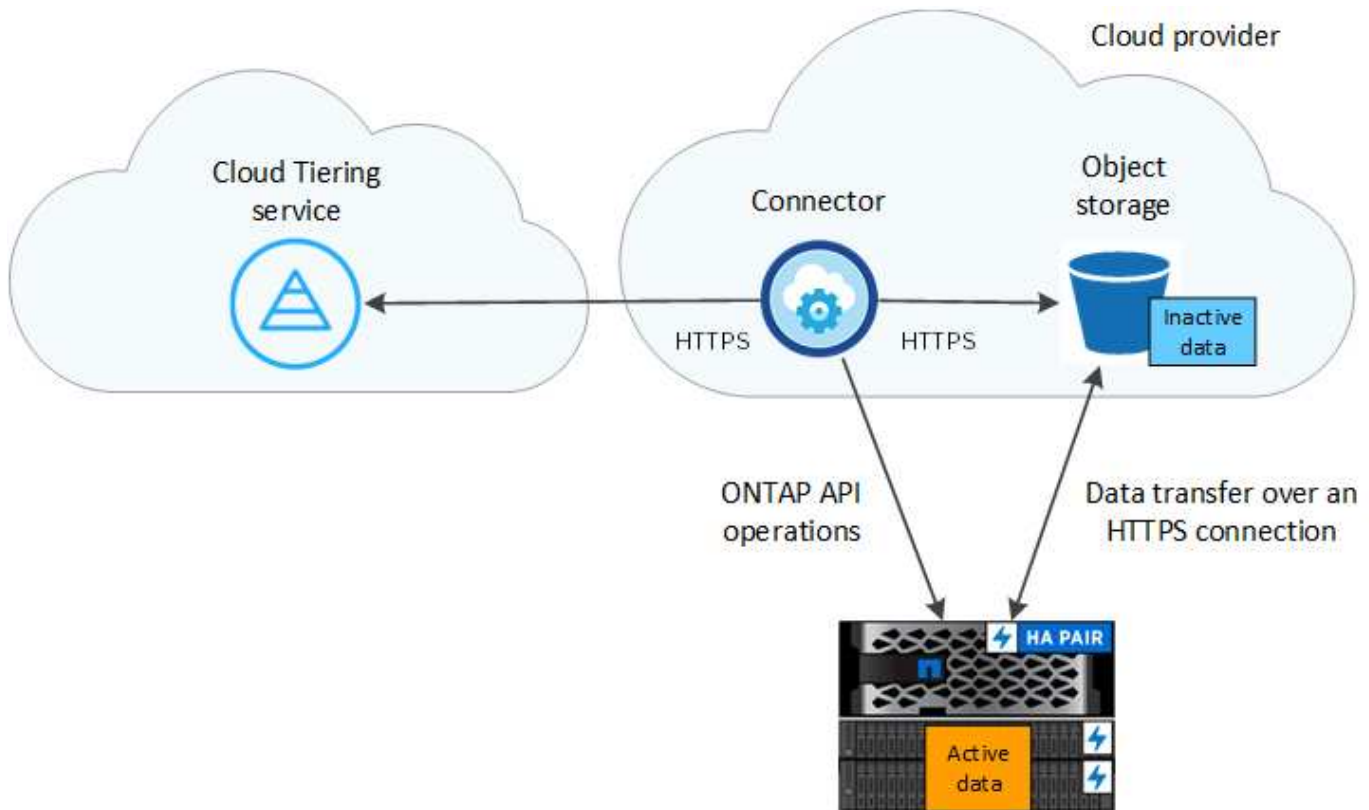 Cloud provider
Cloud Tiering
service
Connector
Object
storage
Inactive
data
HTTPS
HTTPS
ONTAP API
operations
Data transfer over an
HTTPS connection
HA PAIR
Active
data